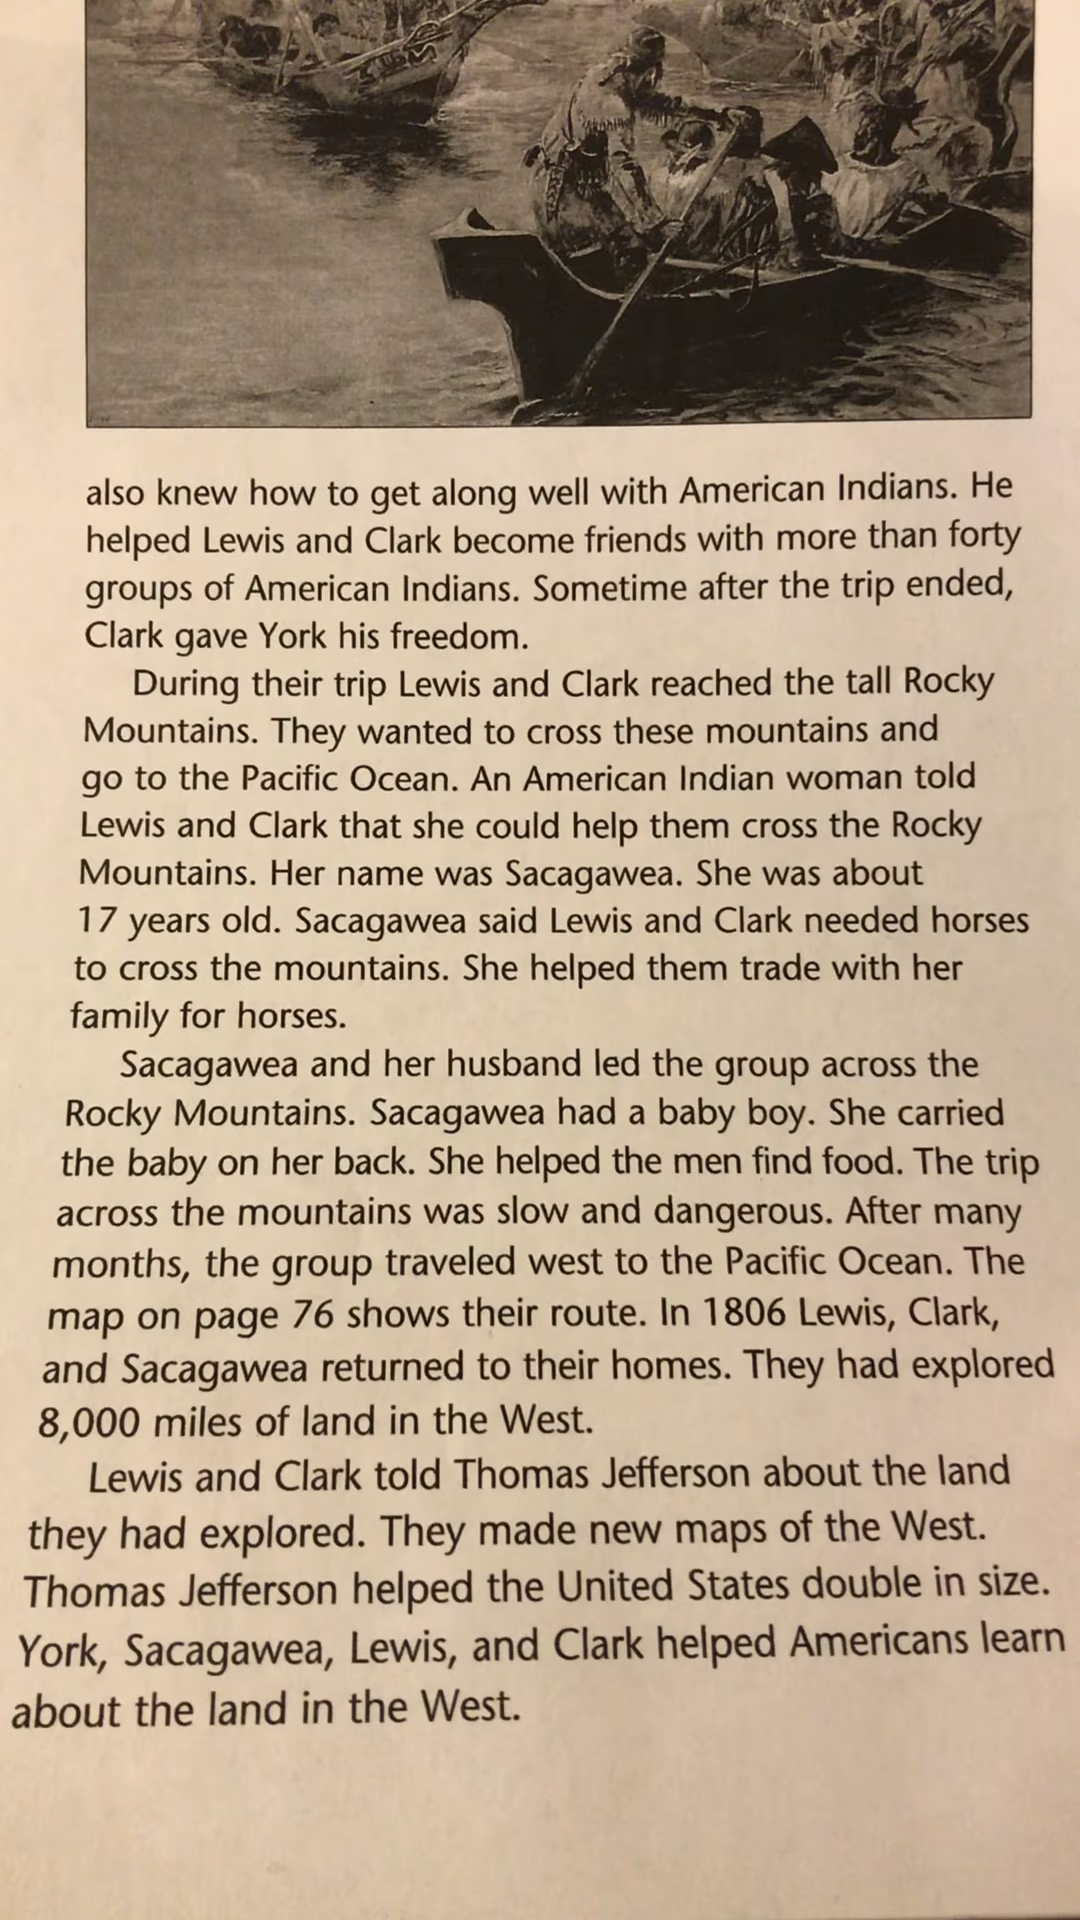 also knew how to get along well with American Indians. He
helped Lewis and Clark become friends with more than forty
groups of American Indians. Sometime after the trip ended,
Clark gave York his freedom.
During their trip Lewis and Clark reached the tall Rocky
Mountains. They wanted to cross these mountains and
go to the Pacific Ocean. An American Indian woman told
Lewis and Clark that she could help them cross the Rocky
Mountains. Her name was Sacagawea. She was about
17 years old. Sacagawea said Lewis and Clark needed horses
to cross the mountains. She helped them trade with her
family for horses.
Sacagawea and her husband led the group across the
Rocky Mountains. Sacagawea had a baby boy. She carried
the baby on her back. She helped the men find food. The trip
across the mountains was slow and dangerous. After many
months, the group traveled west to the Pacific Ocean. The
map on page 76 shows their route. In 1806 Lewis, Clark,
and Sacagawea returned to their homes. They had explored
8,000 miles of land in the West.
Lewis and Clark told Thomas Jefferson about the land
they had explored. They made new maps of the West.
Thomas Jefferson helped the United States double in size.
York, Sacagawea, Lewis, and Clark helped Americans learn
about the land in the West.